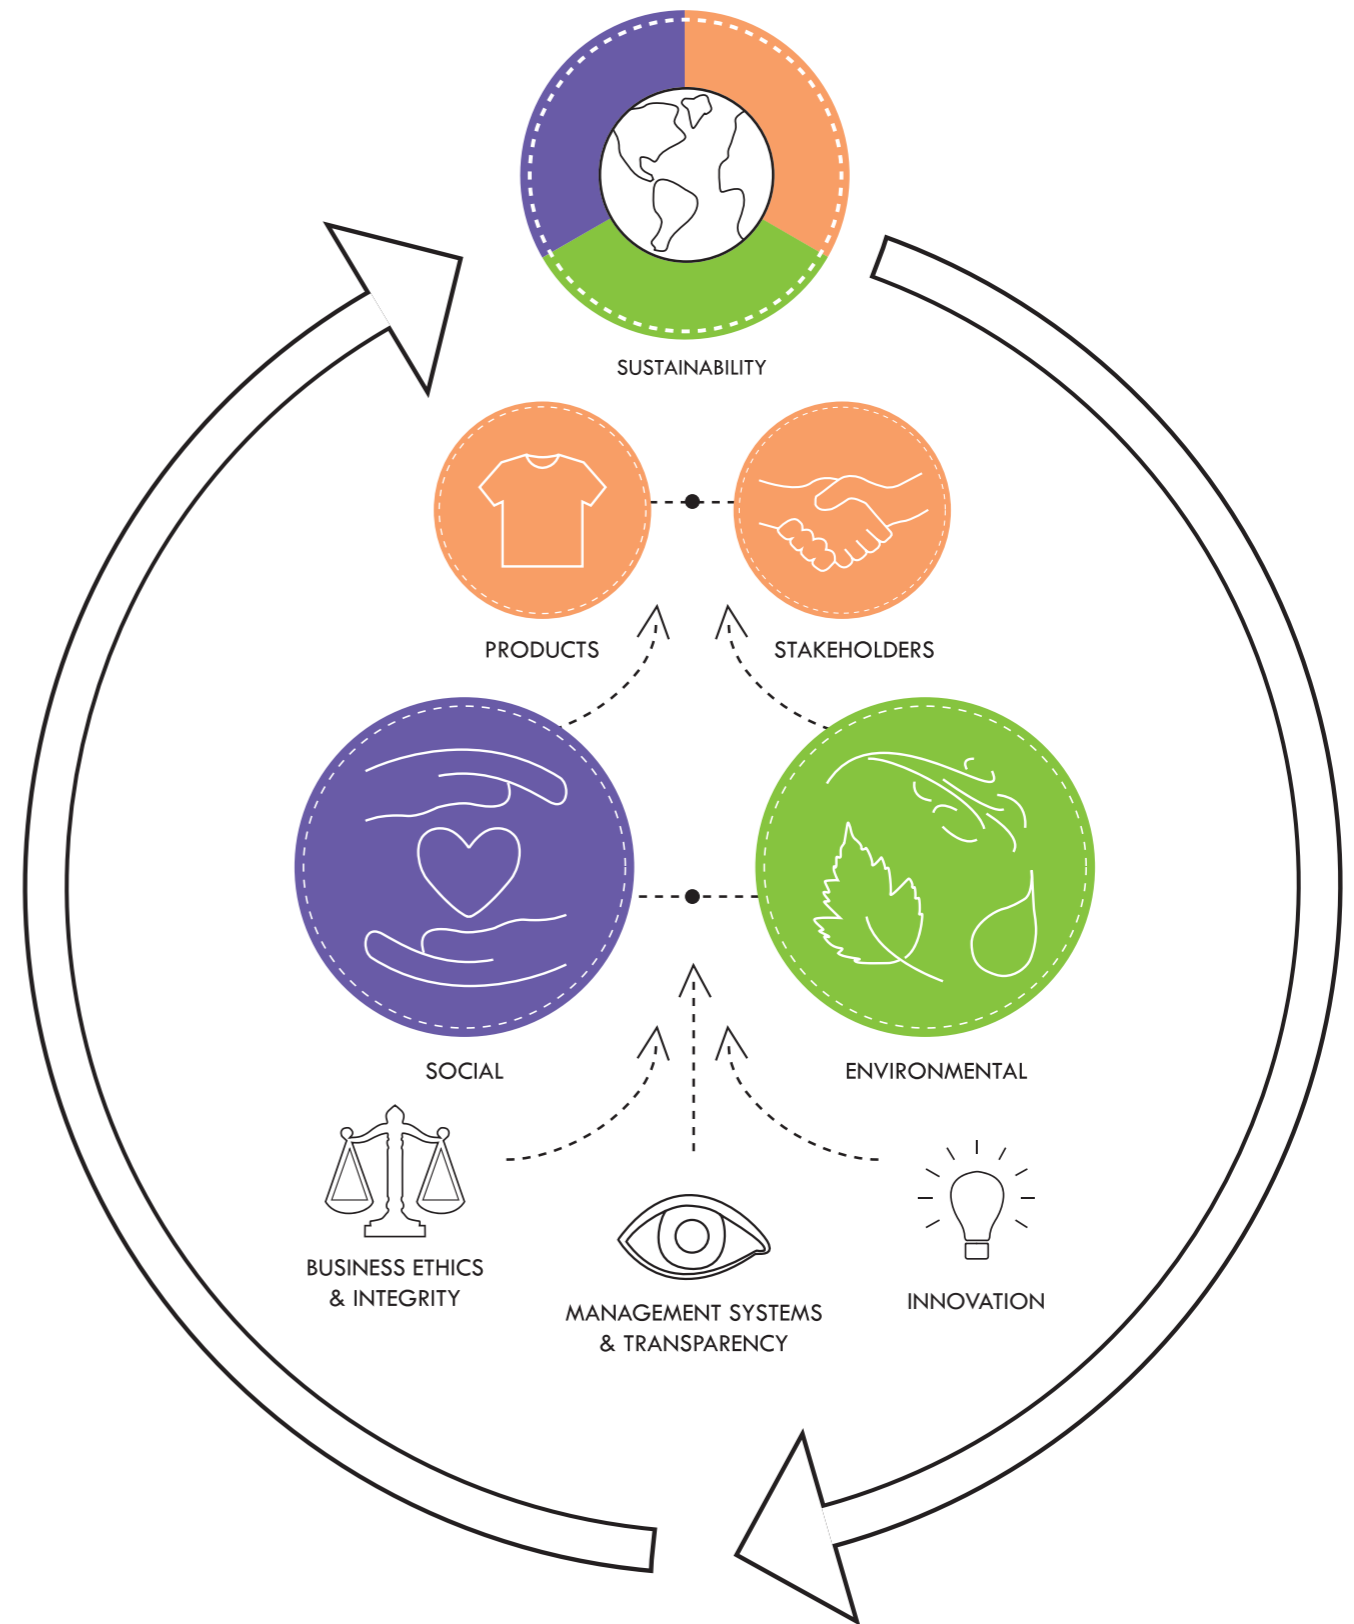 SUSTAINABILITY
PRODUCTS
STAKEHOLDERS
SOCIAL
ENVIRONMENTAL
BUSINESS ETHICS
& INTEGRITY
MANAGEMENT SYSTEMS
& TRANSPARENCY
INNOVATION